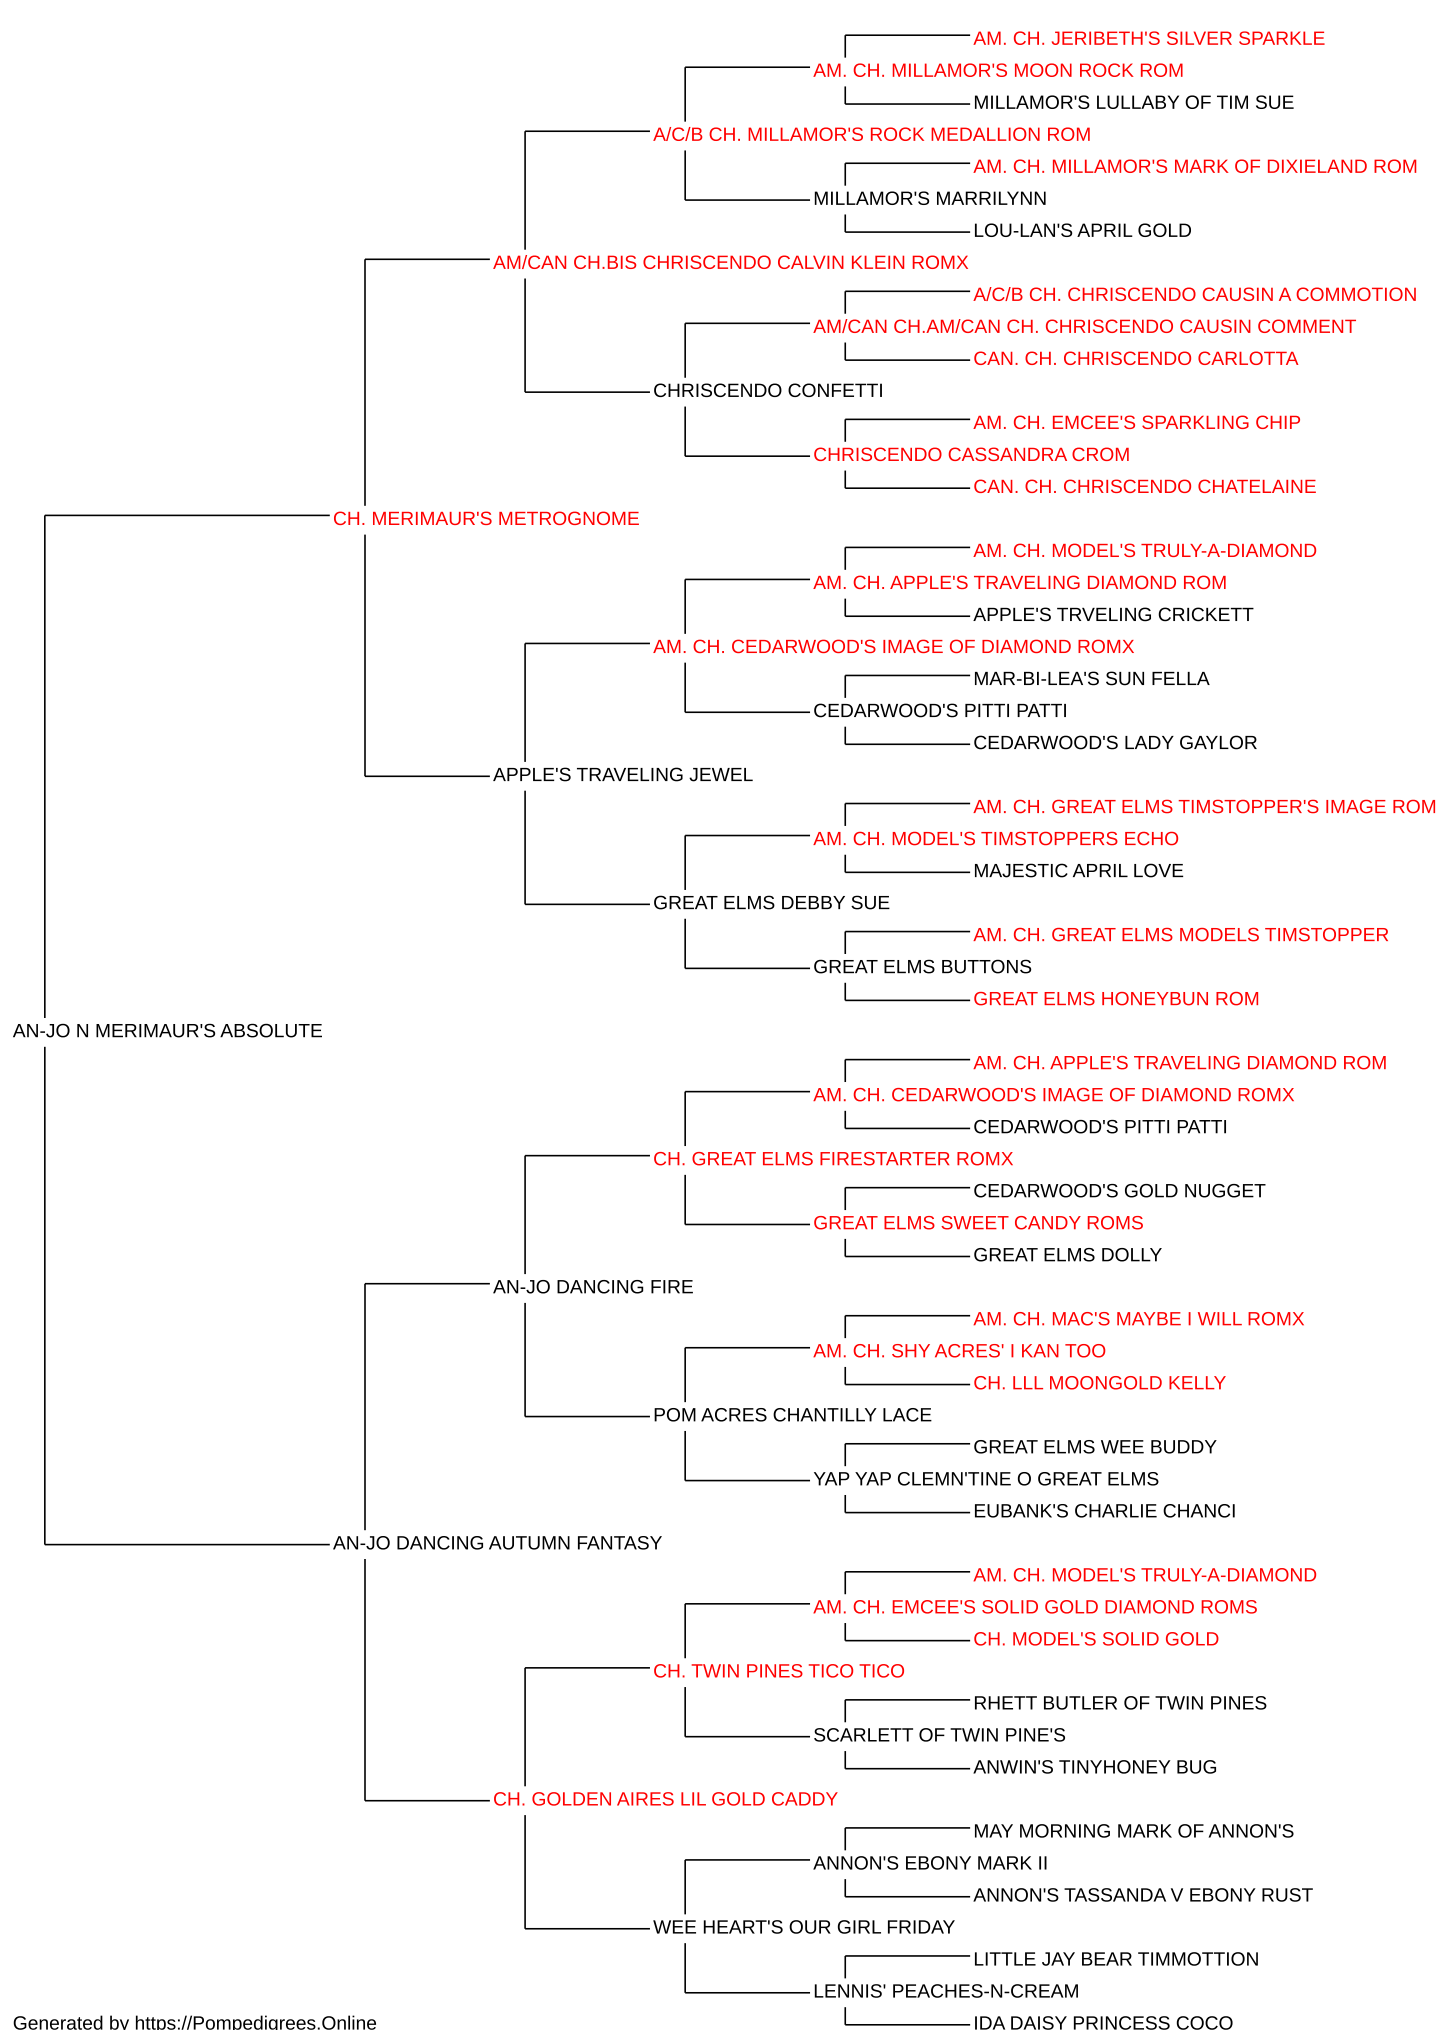 AM. CH. JERIBETH'S SILVER SPARKLE
AM. CH. MILLAMOR'S MOON ROCK ROM
MILLAMOR'S LULLABY OF TIM SUE
A/C/B CH. MILLAMOR'S ROCK MEDALLION ROM
AM. CH. MILLAMOR'S MARK OF DIXIELAND ROM
MILLAMOR'S MARRILYNN
LOU-LAN'S APRIL GOLD
AM/CAN CH.BIS CHRISCENDO CALVIN KLEIN ROMX
A/C/B CH. CHRISCENDO CAUSIN A COMMOTION
AM/CAN CH.AM/CAN CH. CHRISCENDO CAUSIN COMMENT
CAN. CH. CHRISCENDO CARLOTTA
CHRISCENDO CONFETTI
AM. CH. EMCEE'S SPARKLING CHIP
CHRISCENDO CASSANDRA CROM
CAN. CH. CHRISCENDO CHATELAINE
CH. MERIMAUR'S METROGNOME
AM. CH. MODEL'S TRULY-A-DIAMOND
AM. CH. APPLE'S TRAVELING DIAMOND ROM
APPLE'S TRVELING CRICKETT
AM. CH. CEDARWOOD'S IMAGE OF DIAMOND ROMX
MAR-BI-LEA'S SUN FELLA
CEDARWOOD'S PITTI PATTI
CEDARWOOD'S LADY GAYLOR
APPLE'S TRAVELING JEWEL
AM. CH. GREAT ELMS TIMSTOPPER'S IMAGE ROM
AM. CH. MODEL'S TIMSTOPPERS ECHO
MAJESTIC APRIL LOVE
GREAT ELMS DEBBY SUE
AM. CH. GREAT ELMS MODELS TIMSTOPPER
GREAT ELMS BUTTONS
GREAT ELMS HONEYBUN ROM
AN-JO N MERIMAUR'S ABSOLUTE
AM. CH. APPLE'S TRAVELING DIAMOND ROM
AM. CH. CEDARWOOD'S IMAGE OF DIAMOND ROMX
CEDARWOOD'S PITTI PATTI
CH. GREAT ELMS FIRESTARTER ROMX
CEDARWOOD'S GOLD NUGGET
GREAT ELMS SWEET CANDY ROMS
GREAT ELMS DOLLY
AN-JO DANCING FIRE
AM. CH. MAC'S MAYBE I WILL ROMX
AM. CH. SHY ACRES' I KAN TOO
CH. LLL MOONGOLD KELLY
POM ACRES CHANTILLY LACE
GREAT ELMS WEE BUDDY
YAP YAP CLEMN'TINE O GREAT ELMS
EUBANK'S CHARLIE CHANCI
AN-JO DANCING AUTUMN FANTASY
AM. CH. MODEL'S TRULY-A-DIAMOND
AM. CH. EMCEE'S SOLID GOLD DIAMOND ROMS
CH. MODEL'S SOLID GOLD
CH. TWIN PINES TICO TICO
RHETT BUTLER OF TWIN PINES
SCARLETT OF TWIN PINE'S
ANWIN'S TINYHONEY BUG
CH. GOLDEN AIRES LIL GOLD CADDY
MAY MORNING MARK OF ANNON'S
ANNON'S EBONY MARK II
ANNON'S TASSANDA V EBONY RUST
WEE HEART'S OUR GIRL FRIDAY
LITTLE JAY BEAR TIMMOTTION
LENNIS' PEACHES-N-CREAM
IDA DAISY PRINCESS COCO
Generated by https://Pompedigrees.Online